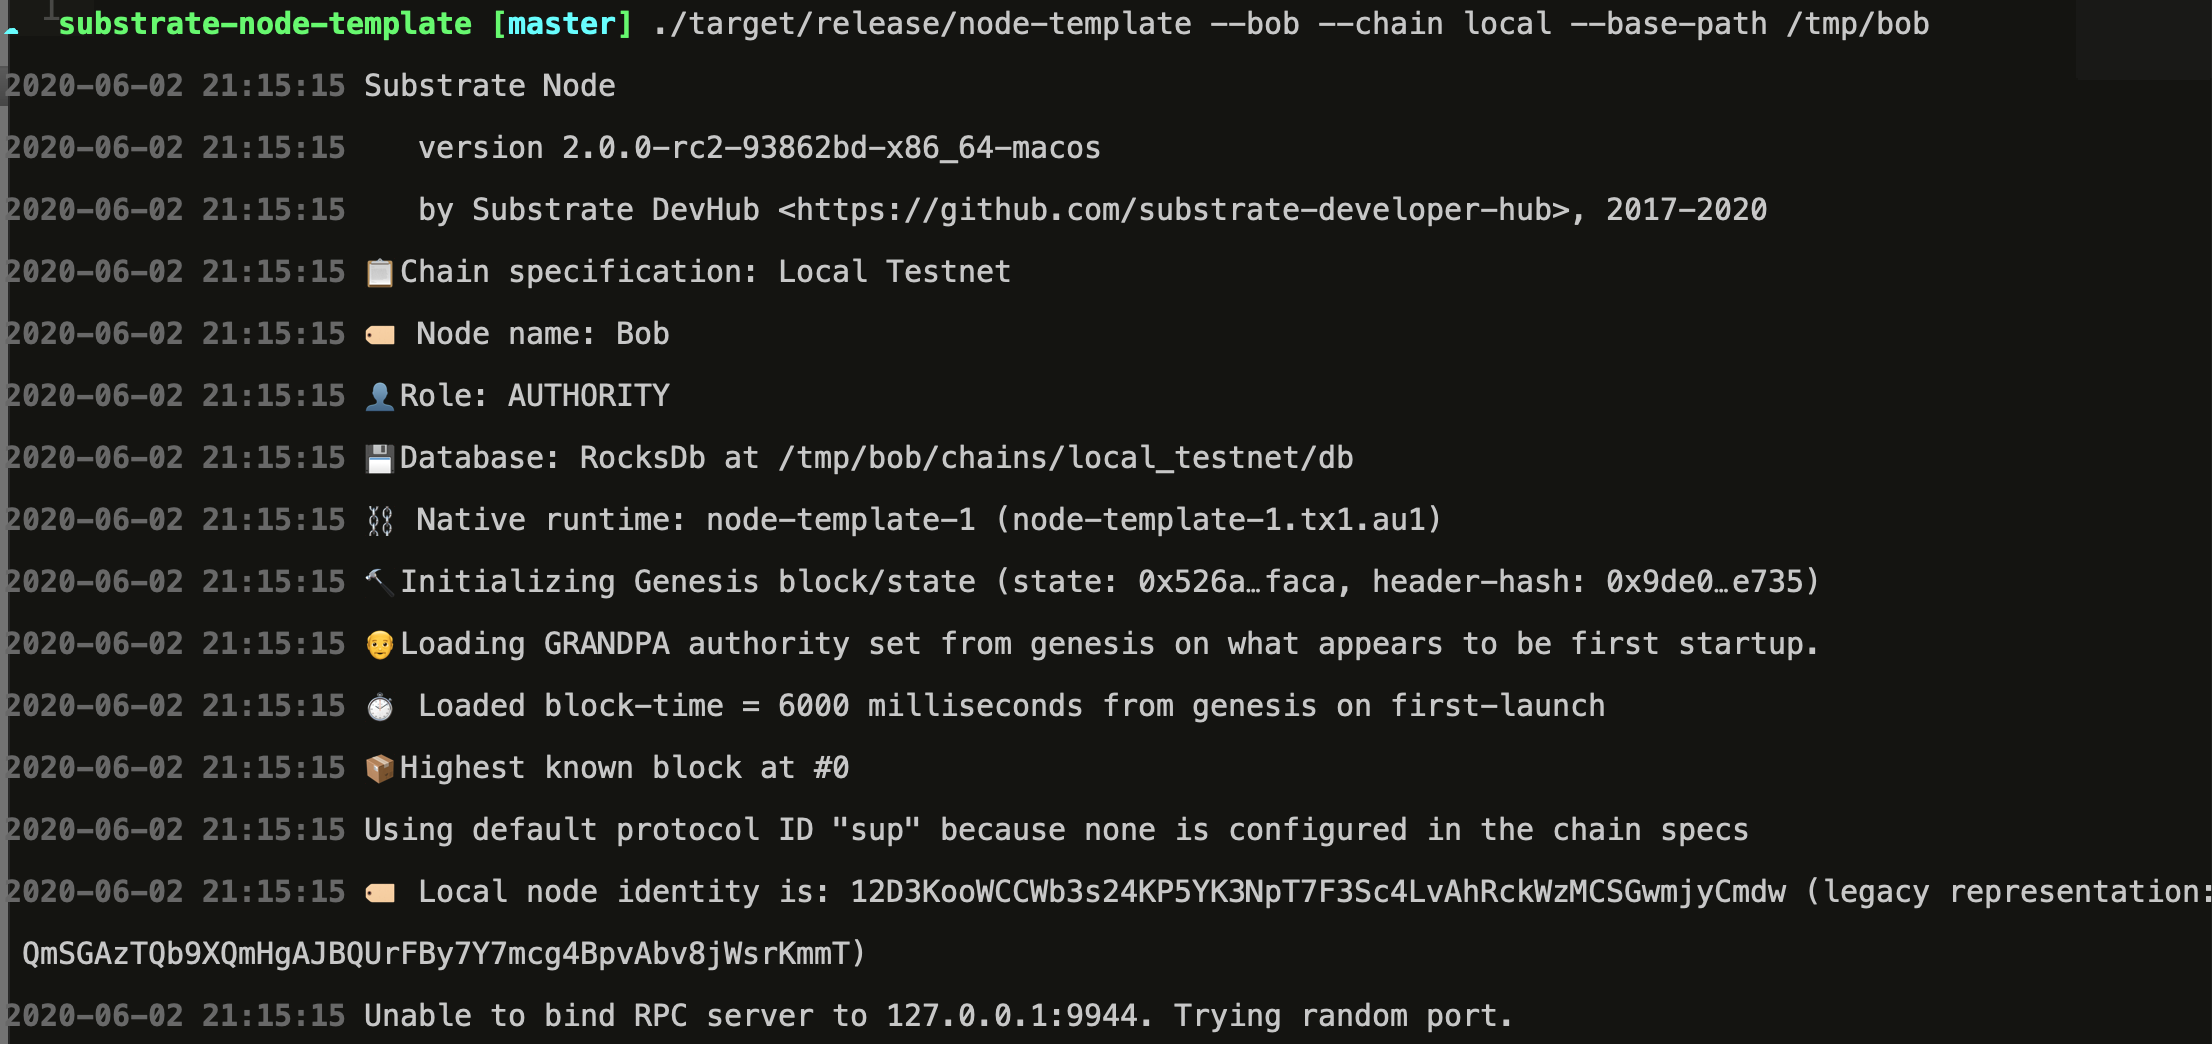 substrate-node-template [master] ./target/release/node-template --bob --chain local --base-path /tmp/bob
2020-06-02 21:15:15 Substrate Node
2020-06-02 21:15:15    version 2.0.0-rc2-93862bd-x86_64-macos
2020-06-02 21:15:15    by Substrate DevHub <https://github.com/substrate-developer-hub>, 2017-2020
2020-06-02 21:15:15 📋Chain specification: Local Testnet
2020-06-02 21:15:15 🏷 Node name: Bob
2020-06-02 21:15:15 👤Role: AUTHORITY
2020-06-02 21:15:15 💾Database: RocksDb at /tmp/bob/chains/local_testnet/db
2020-06-02 21:15:15 ⛓ Native runtime: node-template-1 (node-template-1.tx1.au1)
2020-06-02 21:15:15 🔨Initializing Genesis block/state (state: 0x526a…faca, header-hash: 0x9de0…e735)
2020-06-02 21:15:15 👴Loading GRANDPA authority set from genesis on what appears to be first startup.
2020-06-02 21:15:15 ⏱ Loaded block-time = 6000 milliseconds from genesis on first-launch
2020-06-02 21:15:15 📦Highest known block at #0
2020-06-02 21:15:15 Using default protocol ID "sup" because none is configured in the chain specs
2020-06-02 21:15:15 🏷 Local node identity is: 12D3KooWCCWb3s24KP5YK3NpT7F3Sc4LvAhRckWzMCSGwmjyCmdw (legacy representation:
QmSGAzTQb9XQmHgAJBQUrFBy7Y7mcg4BpvAbv8jWsrKmmT)
2020-06-02 21:15:15 Unable to bind RPC server to 127.0.0.1:9944. Trying random port.